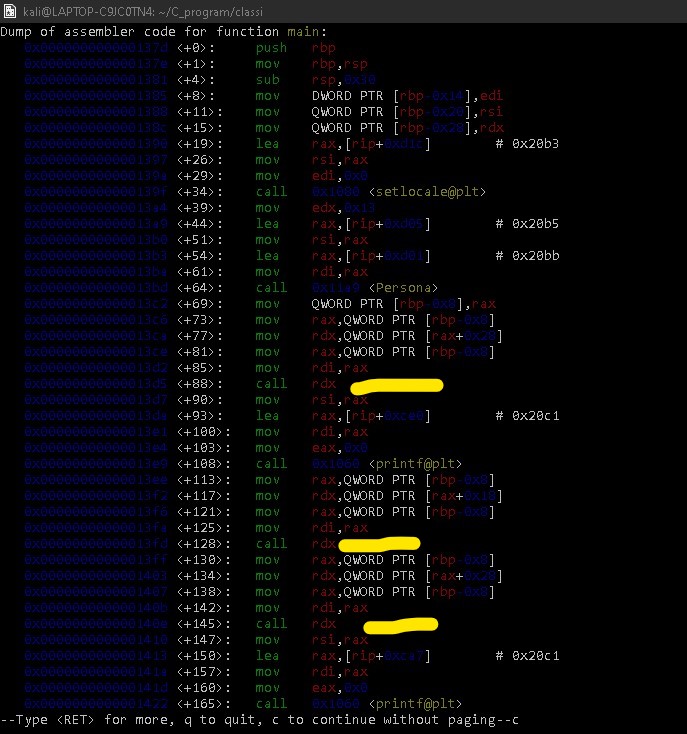 kali@LAPTOP-C9JC0TN4: ~/C_program/classi
Dump of assembler code for function main:
0x000000000000137d <+0>: push rbp
0x000000000000137e <+1>: mov rbp,rsp
0x0000000000001381 <+4>: sub rsp,0x30
0x0000000000001385 <+8>: mov DWORD PTR [rbp-0x14],edi
0x0000000000001388 <+11>: mov QWORD PTR [rbp-0x20],rsi
0x000000000000138c <+15>: mov QWORD PTR [rbp-0x28],rdx
0x0000000000001390 <+19>: lea rax,[rip+0xd1c] # 0x20b3
0x0000000000001397 <+26>: mov rsi,rax
0x000000000000139a <+29>: mov edi,0x0
0x000000000000139f <+34>: call 0x1080 <setlocale@plt>
0x00000000000013a4 <+39>: mov edx,0x13
0x00000000000013a9 <+44>: lea rax,[rip+0xd05] # 0x20b5
0x00000000000013b0 <+51>: mov rsi,rax
0x00000000000013b3 <+54>: lea rax,[rip+0xd01] # 0x20bb
0x00000000000013ba <+61>: mov rdi,rax
0x00000000000013bd <+64>: call 0x11a9 <Persona>
0x00000000000013c2 <+69>: mov QWORD PTR [rbp-0x8],rax
0x00000000000013c6 <+73>: mov rax,QWORD PTR [rbp-0x8]
0x00000000000013ca <+77>: mov rdx,QWORD PTR [rax+0x20]
0x00000000000013ce <+81>: mov rax,QWORD PTR [rbp-0x8]
0x00000000000013d2 <+85>: mov rdi,rax
0x00000000000013d5 <+88>: call rdx
0x00000000000013d7 <+90>: mov rsi,rax
0x00000000000013da <+93>: lea rax,[rip+0xce0] # 0x20c1
0x00000000000013e1 <+100>: mov rdi,rax
0x00000000000013e4 <+103>: mov eax,0x0
0x00000000000013e9 <+108>: call 0x1060 <printf@plt>
0x00000000000013ee <+113>: mov rax,QWORD PTR [rbp-0x8]
0x00000000000013f2 <+117>: mov rdx,QWORD PTR [rax+0x18]
0x00000000000013f6 <+121>: mov rax,QWORD PTR [rbp-0x8]
0x00000000000013fa <+125>: mov rdi,rax
0x00000000000013fd <+128>: call rdx
0x00000000000013ff <+130>: mov rax,QWORD PTR [rbp-0x8]
0x0000000000001403 <+134>: mov rdx,QWORD PTR [rax+0x20]
0x0000000000001407 <+138>: mov rax,QWORD PTR [rbp-0x8]
0x000000000000140b <+142>: mov rdi,rax
0x000000000000140e <+145>: call rdx
0x0000000000001410 <+147>: mov rsi,rax
0x0000000000001413 <+150>: lea rax,[rip+0xca7] # 0x20c1
0x000000000000141a <+157>: mov rdi,rax
0x000000000000141d <+160>: mov eax,0x0
0x0000000000001422 <+165>: call 0x1060 <printf@plt>
--Type <RET> for more, q to quit, c to continue without paging--c